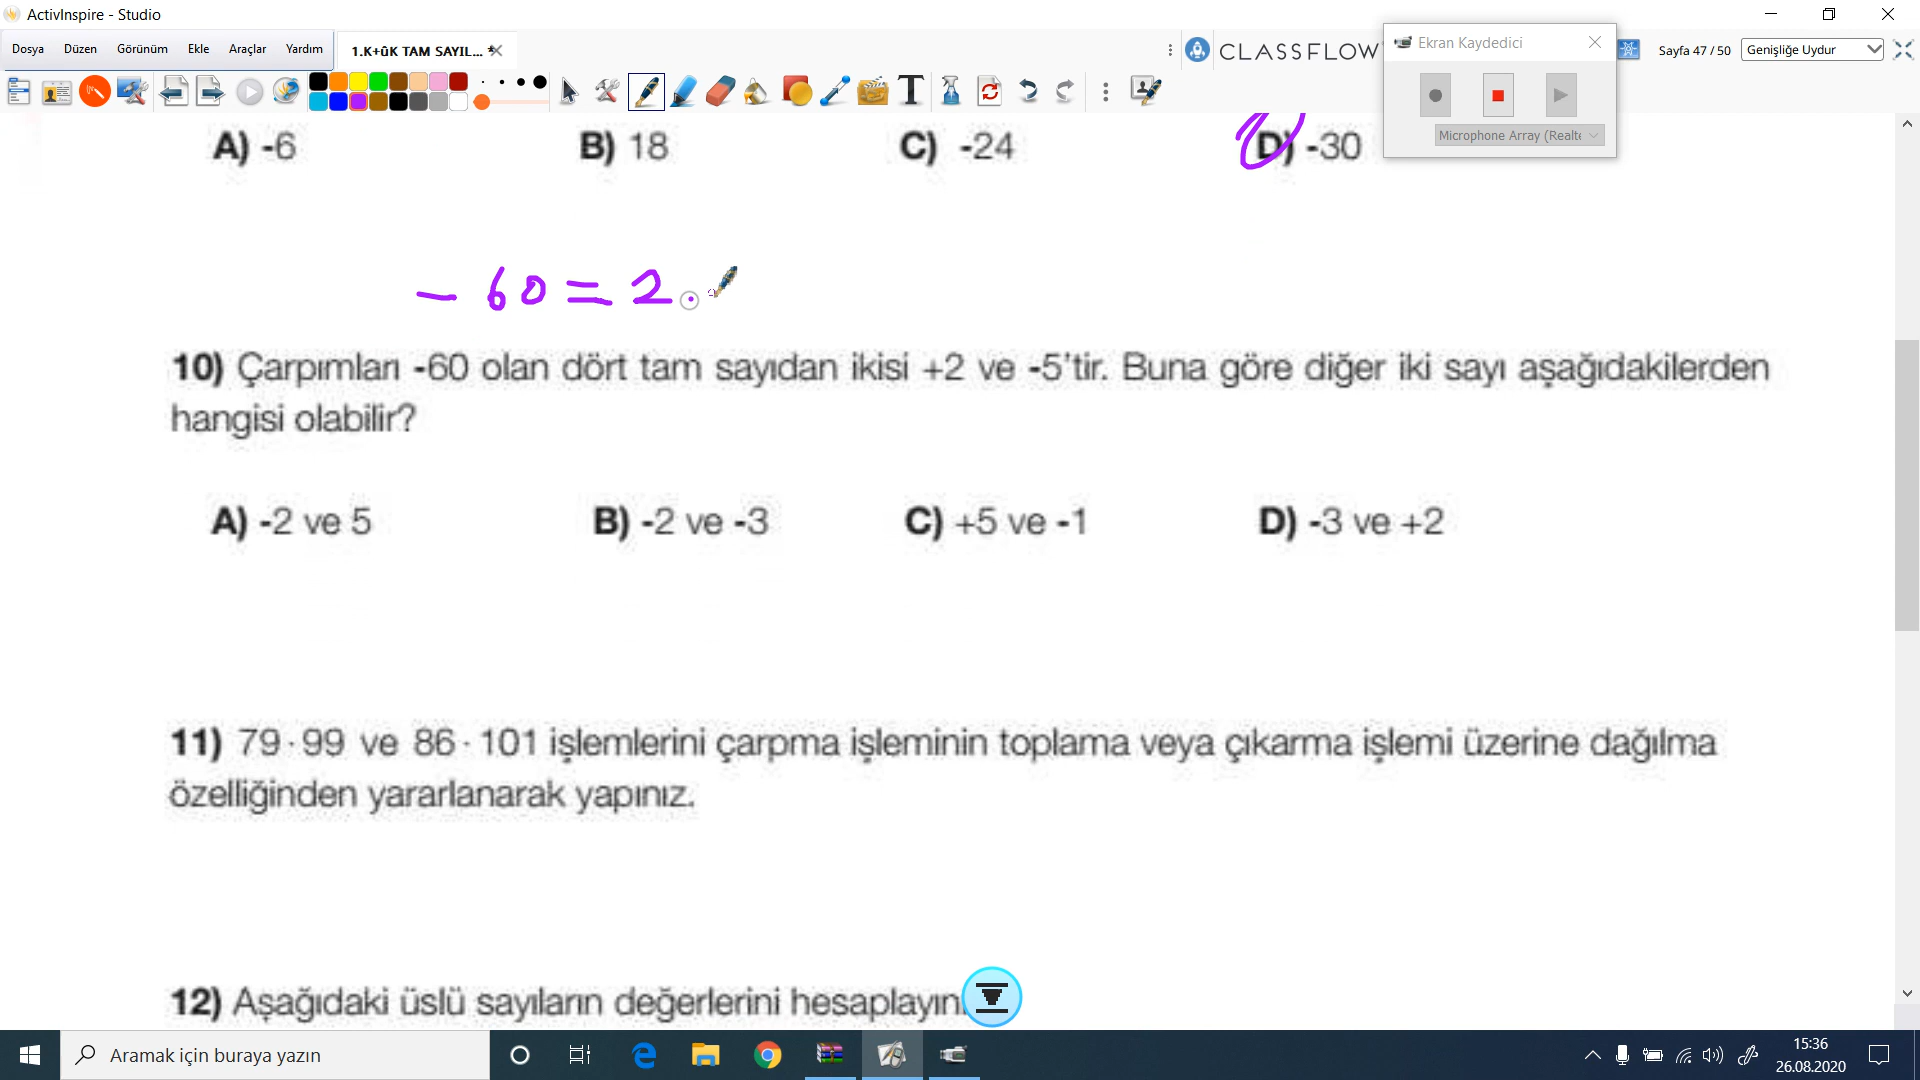 ActivInspire - Studio
Dosya Düzen Görünüm Ekle Araçlar Yardım
1.K+ûK TAM SAYIL... *
CLASSFLOW
Ekran Kaydedici
Sayfa 47 / 50
Genişliğe Uydur
Microphone Array (Realte
A) -6 B) 18 C) -24 D) -30
- 60 = 2 .
10) Çarpımları -60 olan dört tam sayıdan ikisi +2 ve -5'tir. Buna göre diğer iki sayı aşağıdakilerden
hangisi olabilir?
A) -2 ve 5 B) -2 ve -3 C) +5 ve -1 D) -3 ve +2
11) 79 · 99 ve 86 · 101 işlemlerini çarpma işleminin toplama veya çıkarma işlemi üzerine dağılma
özelliğinden yararlanarak yapınız.
12) Aşağıdaki üslü sayıların değerlerini hesaplayın
Aramak için buraya yazın
15:36
26.08.2020